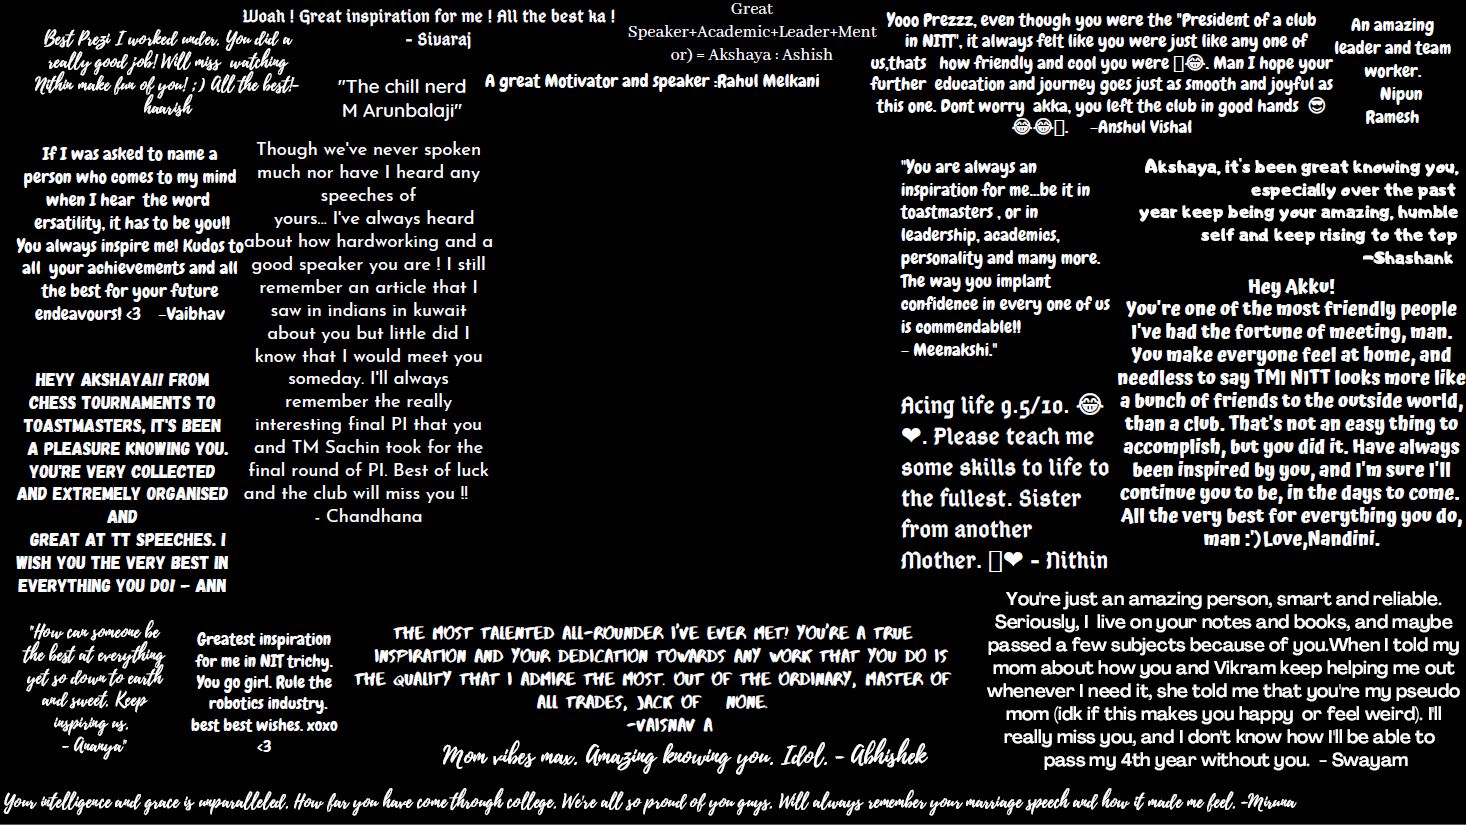 Best Prezi I worked under. You did a
really good job! Will miss watching
Nithin make fun of you! ;) All the best!-
haarish
Woah ! Great inspiration for me ! All the best ka !
- Sivaraj
"The chill nerd
M Arunbalaji"
Great
Speaker+Academic+Leader+Ment
or) = Akshaya : Ashish
A great Motivator and speaker :Rahul Melkani
Yooo Prezzz, even though you were the "President of a club
in NITT", it always felt like you were just like any one of
us,thats how friendly and cool you were 😂. Man I hope your
further education and journey goes just as smooth and joyful as
this one. Dont worry akka, you left the club in good hands 😎
😂😂. -Anshul Vishal
An amazing
leader and team
worker.
Nipun
Ramesh
If I was asked to name a
person who comes to my mind
when I hear the word
ersatility, it has to be you!!
You always inspire me! Kudos to
all your achievements and all
the best for your future
endeavours! <3 -Vaibhav
Though we've never spoken
much nor have I heard any
speeches of
yours... I've always heard
about how hardworking and a
good speaker you are ! I still
remember an article that I
saw in indians in kuwait
about you but little did I
know that I would meet you
someday. I'll always
remember the really
interesting final PI that you
and TM Sachin took for the
final round of PI. Best of luck
and the club will miss you !!
- Chandhana
"You are always an
inspiration for me...be it in
toastmasters , or in
leadership, academics,
personality and many more.
The way you implant
confidence in every one of us
is commendable!!
- Meenakshi."
Akshaya, it's been great knowing you,
especially over the past
year keep being your amazing, humble
self and keep rising to the top
-Shashank
Hey Akku!
You're one of the most friendly people
I've had the fortune of meeting, man.
You make everyone feel at home, and
needless to say TMI NITT looks more like
a bunch of friends to the outside world,
than a club. That's not an easy thing to
accomplish, but you did it. Have always
been inspired by you, and I'm sure I'll
continue you to be, in the days to come.
All the very best for everything you do,
man :')Love,Nandini.
HEYY AKSHAYA!! FROM
CHESS TOURNAMENTS TO
TOASTMASTERS, IT'S BEEN
A PLEASURE KNOWING YOU.
YOU'RE VERY COLLECTED
AND EXTREMELY ORGANISED
AND
GREAT AT TT SPEECHES. I
WISH YOU THE VERY BEST IN
EVERYTHING YOU DO! - ANN
Acing life 9.5/10. 😂
❤. Please teach me
some skills to life to
the fullest. Sister
from another
Mother. ❤ - Nithin
"How can someone be
the best at everything
yet so down to earth
and sweet. Keep
inspiring us.
- Ananya"
Greatest inspiration
for me in NIT trichy.
You go girl. Rule the
robotics industry.
best best wishes. xoxo
<3
THE MOST TALENTED ALL-ROUNDER I'VE EVER MET! YOU'RE A TRUE
INSPIRATION AND YOUR DEDICATION TOWARDS ANY WORK THAT YOU DO IS
THE QUALITY THAT I ADMIRE THE MOST. OUT OF THE ORDINARY, MASTER OF
ALL TRADES, JACK OF NONE.
-VAISNAV A
Mom vibes max. Amazing knowing you. Idol. - Abhishek
You're just an amazing person, smart and reliable.
Seriously, I live on your notes and books, and maybe
passed a few subjects because of you.When I told my
mom about how you and Vikram keep helping me out
whenever I need it, she told me that you're my pseudo
mom (idk if this makes you happy or feel weird). I'll
really miss you, and I don't know how I'll be able to
pass my 4th year without you. - Swayam
Your intelligence and grace is unparalleled. How far you have come through college. We're all so proud of you guys. Will always remember your marriage speech and how it made me feel. -Miruna